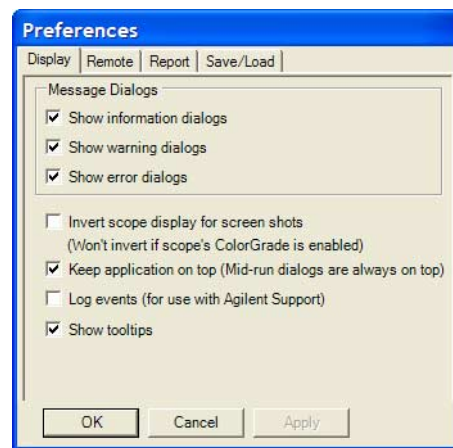 Preferences
Display Remote Report Save/Load
Message Dialogs
Show information dialogs
Show warning dialogs
Show error dialogs
Invert scope display for screen shots
(Won't invert if scope's ColorGrade is enabled)
Keep application on top (Mid-run dialogs are always on top)
Log events (for use with Agilent Support)
Show tooltips
OK Cancel Apply